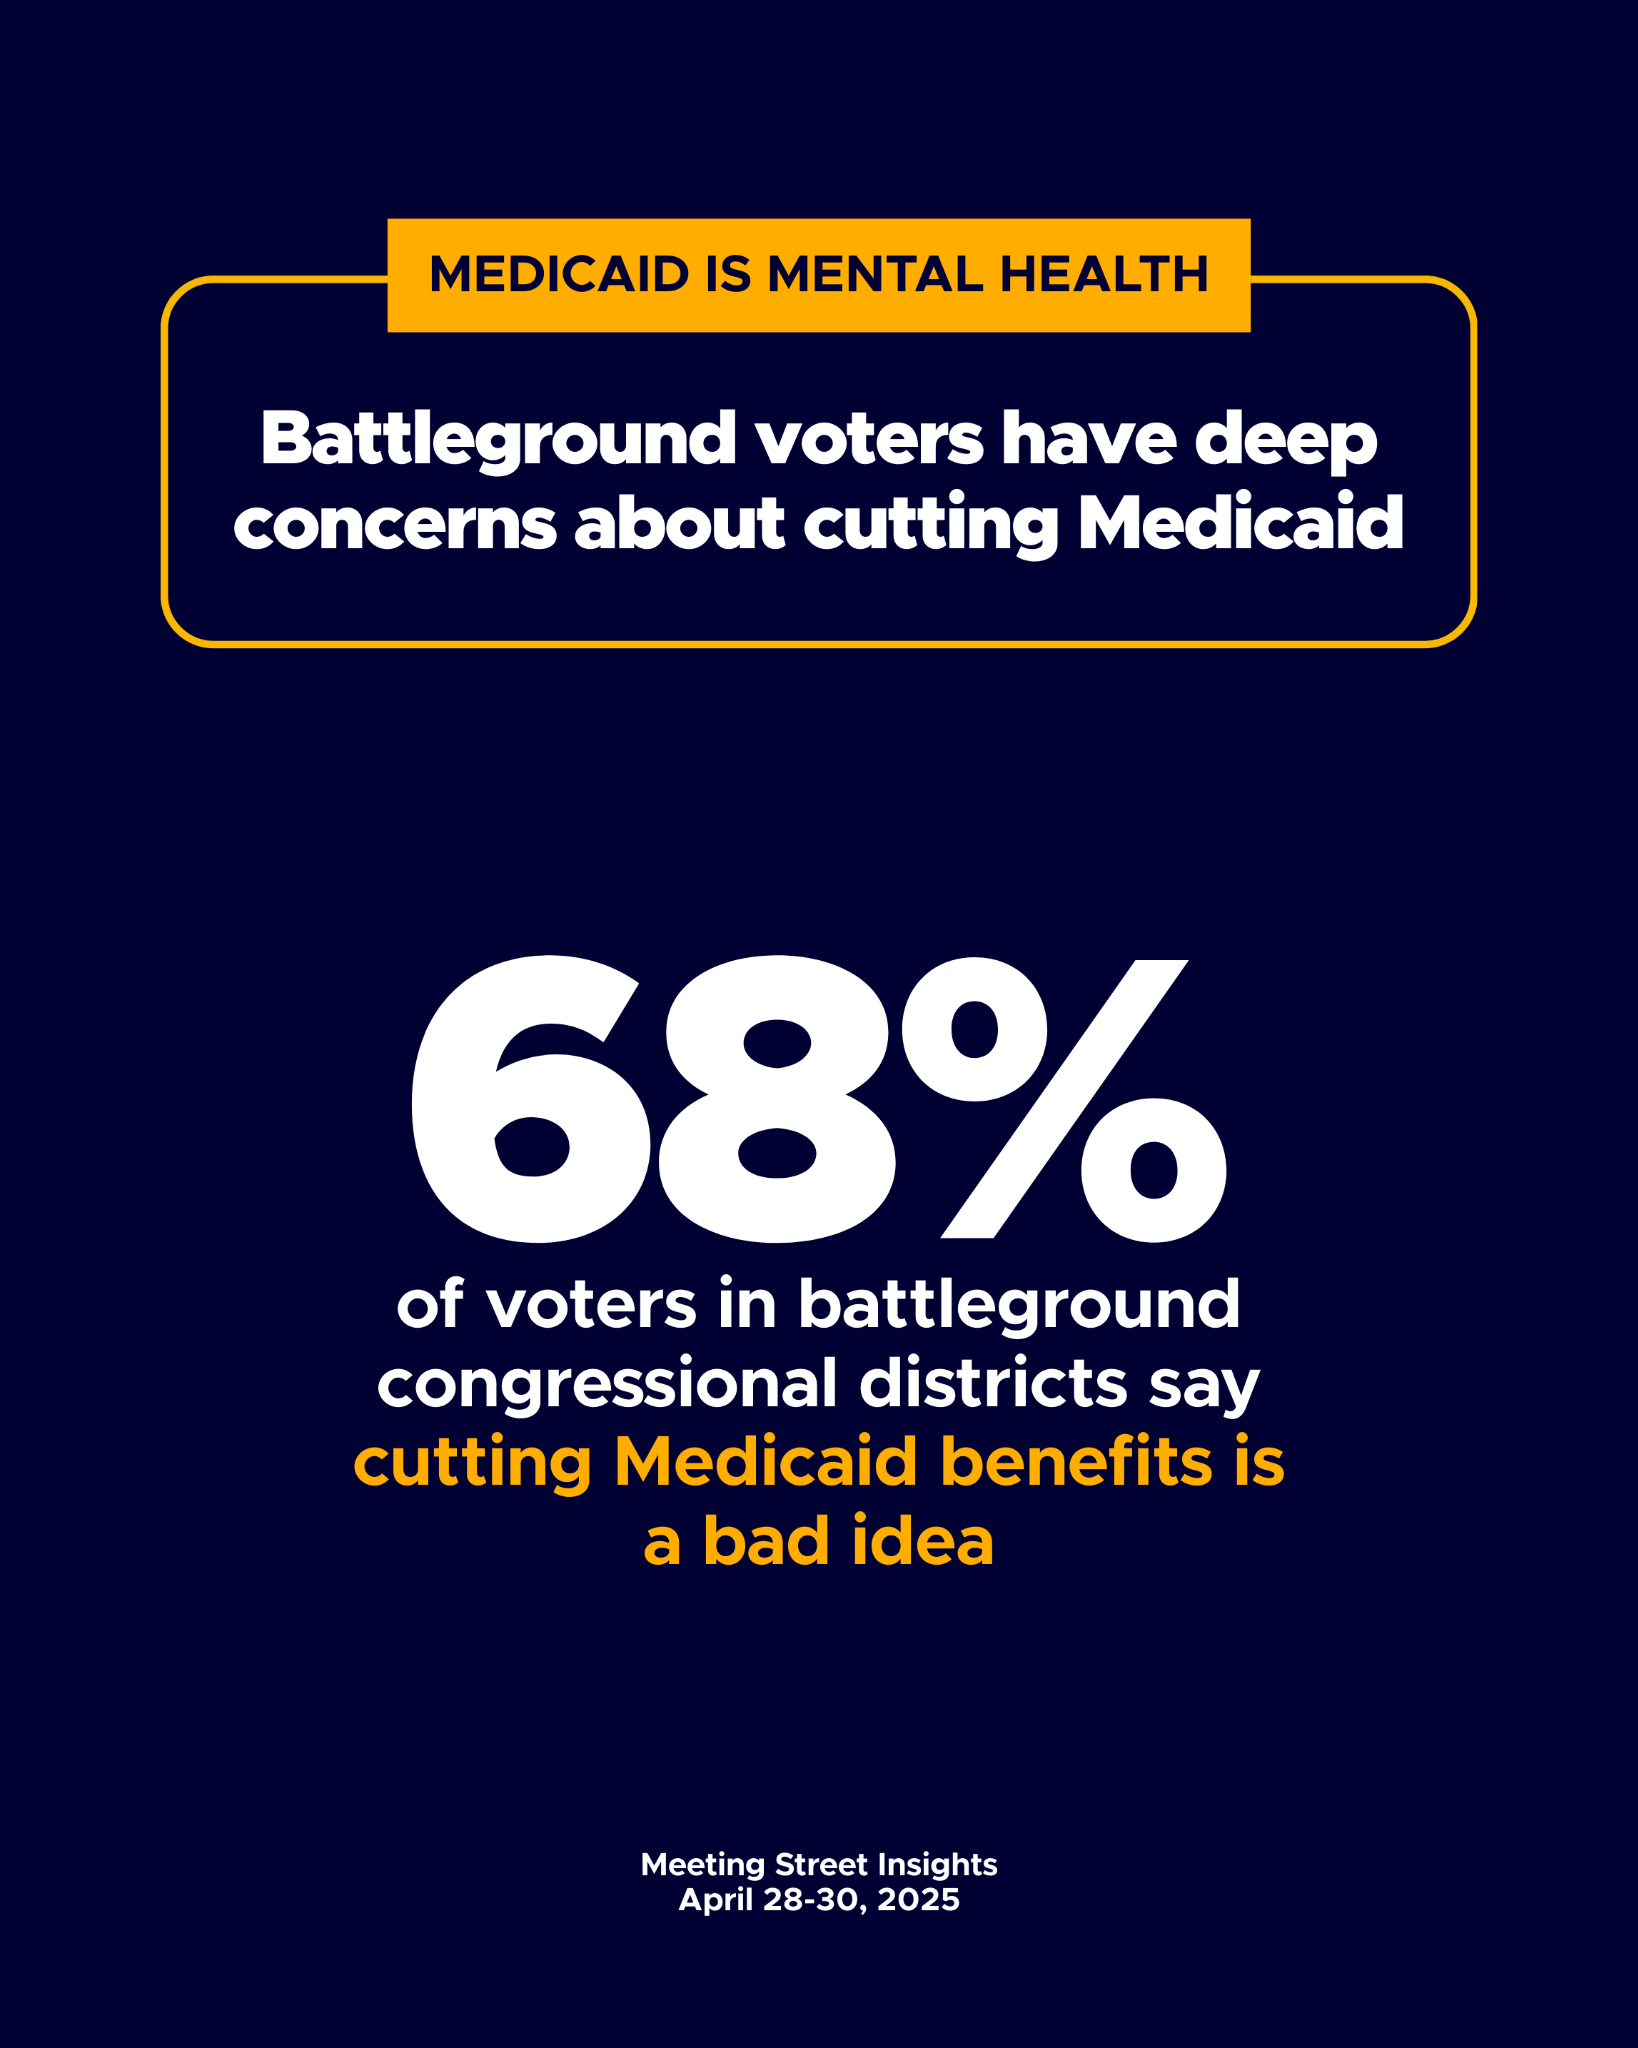 MEDICAID IS MENTAL HEALTH
Battleground voters have deep
concerns about cutting Medicaid
68%
of voters in battleground
congressional districts say
cutting Medicaid benefits is
a bad idea
Meeting Street Insights
April 28-30, 2025